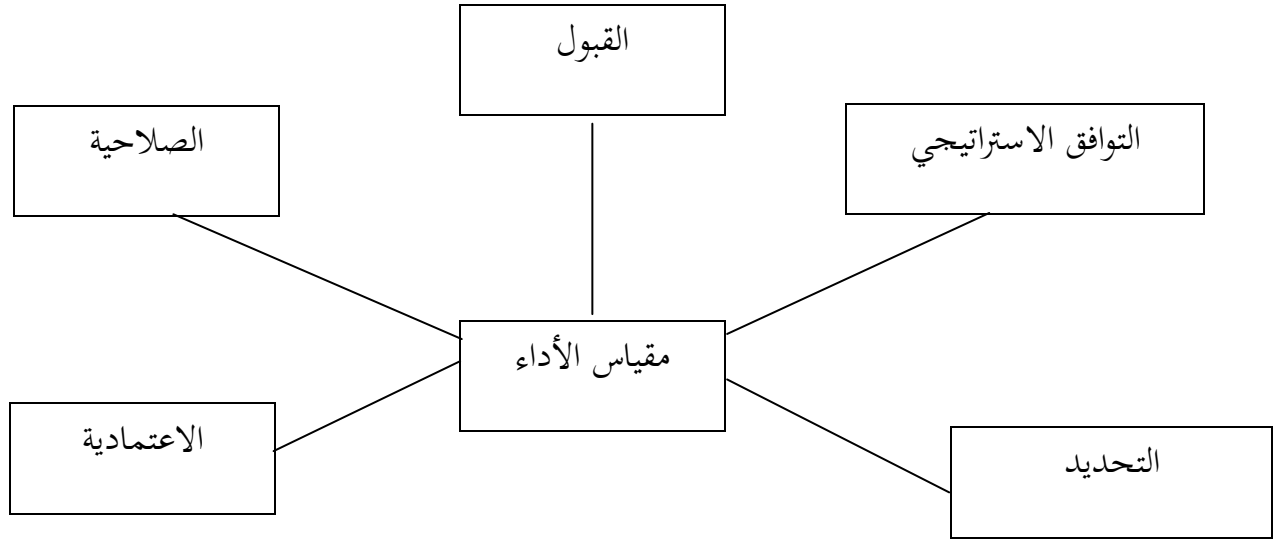 القبول
التوافق الاستراتيجي
الصلاحية
مقياس الأداء
الاعتمادية
التحديد